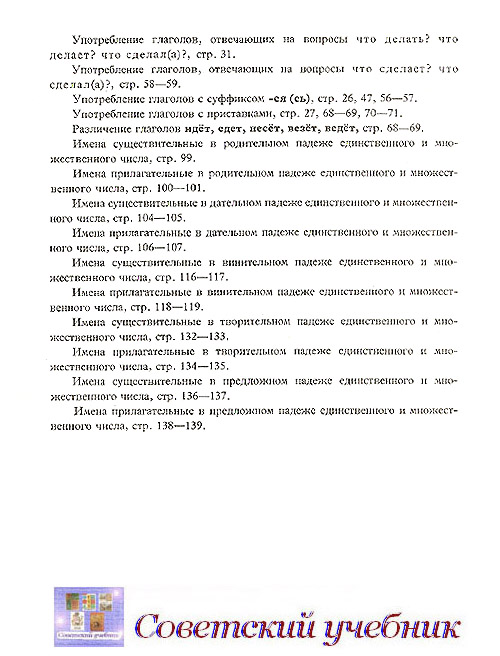 Употребление глаголов, отвечающих на вопросы что делать? что
делает? что сделал(а)?, стр. 31.
Употребление глаголов, отвечающих на вопросы что сделает? что
сделал(а)?, стр. 58—59.
Употребление глаголов с суффиксом -ся (сь), стр. 26, 47, 56—57.
Употребление глаголов с приставками, стр. 27, 68—69, 70—71.
Различение глаголов идёт, едет, несёт, везёт, ведёт, стр. 68—69.
Имена существительные в родительном падеже единственного и мно-
жественного числа, стр. 99.
Имена прилагательные в родительном падеже единственного и множест-
венного числа, стр. 100—101.
Имена существительные в дательном падеже единственного и множествен-
ного числа, стр. 104—105.
Имена прилагательные в дательном падеже единственного и множествен-
ного числа, стр. 106—107.
Имена существительные в винительном падеже единственного и мно-
жественного числа, стр. 116—117.
Имена прилагательные в винительном падеже единственного и множест-
венного числа, стр. 118—119.
Имена существительные в творительном падеже единственного и мно-
жественного числа, стр. 132—133.
Имена прилагательные в творительном падеже единственного и мно-
жественного числа, стр. 134—135.
Имена существительные в предложном падеже единственного и мно-
жественного числа, стр. 136—137.
Имена прилагательные в предложном падеже единственного и множест-
венного числа, стр. 138—139.
Советский учебник
Советский учебник